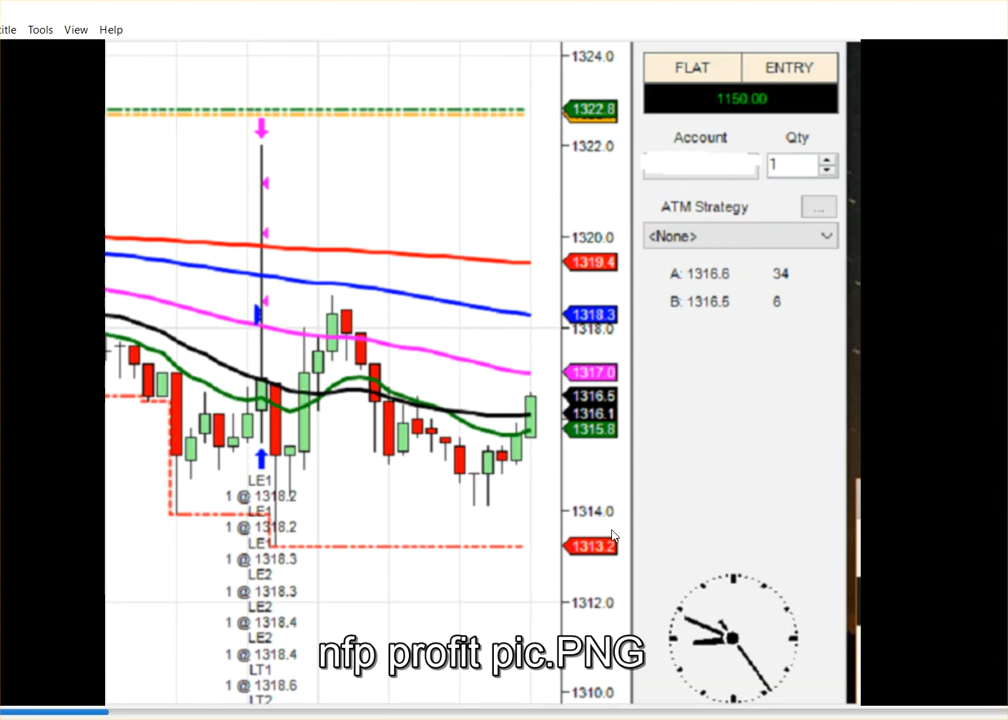 Tools View Help
1324.0
1322.8
1322.0
1320.0
1319.4
1318.3
1318.0
1317.0
1316.5
1316.1
1315.8
1314.0
1313.2
1312.0
1310.0
FLAT ENTRY
1150.00
Account Qty
1
ATM Strategy ...
<None>
A: 1316.6 34
B: 1316.5 6
LE1
1 @ 1318.2
LE1
1 @ 1318.2
LE1
1 @ 1318.3
LE2
1 @ 1318.3
LE2
1 @ 1318.4
LE2
1 @ 1318.4
LT1
1 @ 1318.6
LT2
nfp profit pic.PNG